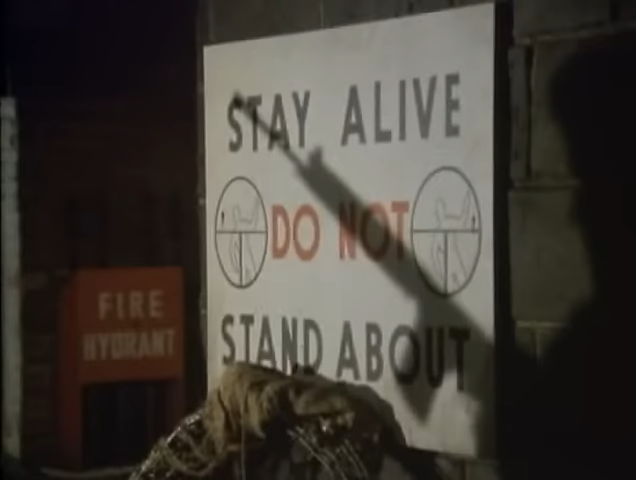 STAY ALIVE
DO NOT
STAND ABOUT
FIRE
HYDRANT